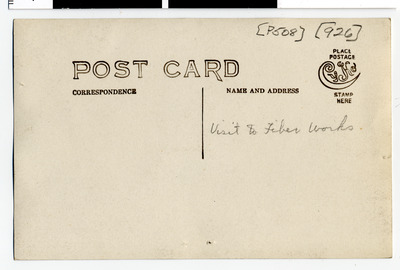 [P508] [926]
PLACE
POSTAGE
STAMP
HERE
POST CARD
CORRESPONDENCE
NAME AND ADDRESS
Visit to Fiber Works.